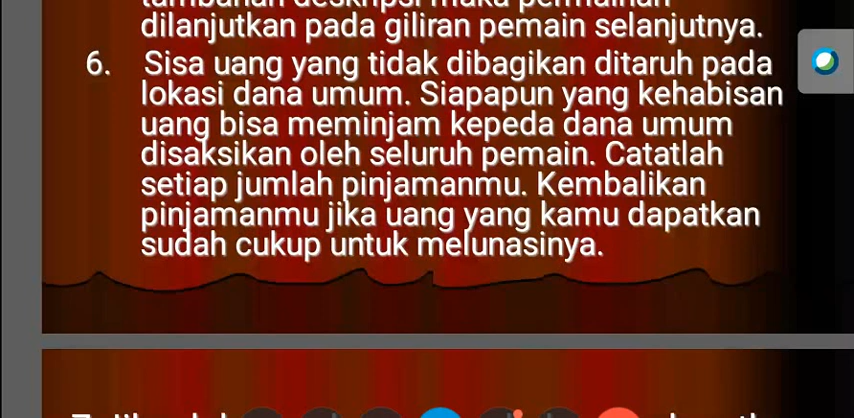 dilanjutkan pada giliran pemain selanjutnya.
6. Sisa uang yang tidak dibagikan ditaruh pada
lokasi dana umum. Siapapun yang kehabisan
uang bisa meminjam kepeda dana umum
disaksikan oleh seluruh pemain. Catatlah
setiap jumlah pinjamanmu. Kembalikan
pinjamanmu jika uang yang kamu dapatkan
sudah cukup untuk melunasinya.